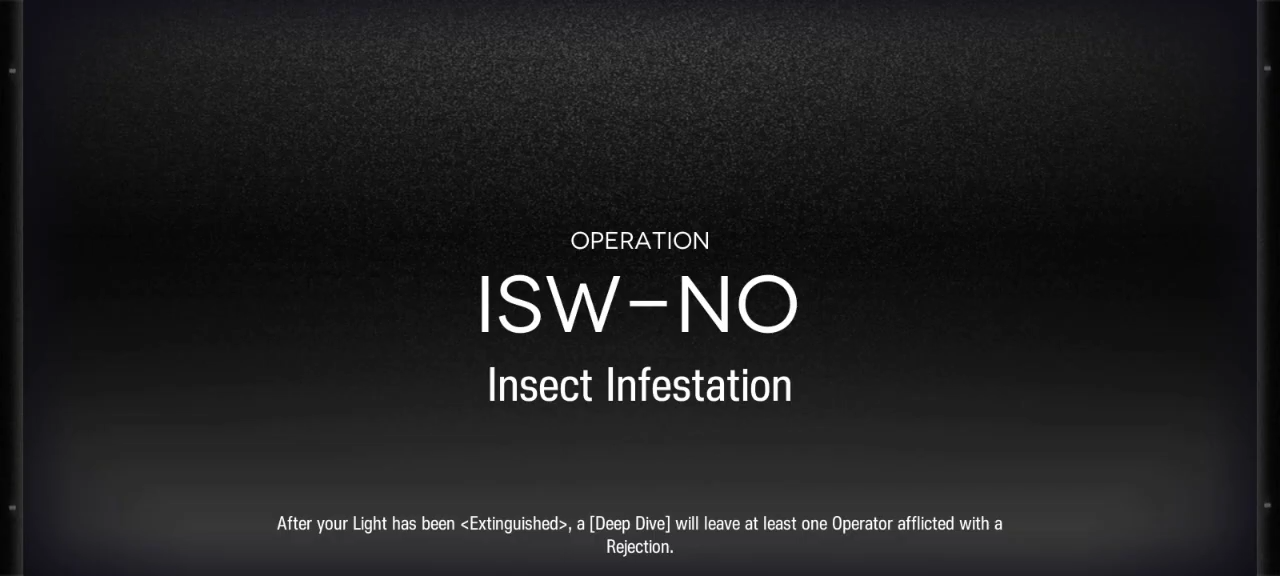 OPERATION
ISW-NO
Insect Infestation
After your Light has been <Extinguished>, a [Deep Dive] will leave at least one Operator afflicted with a
Rejection.